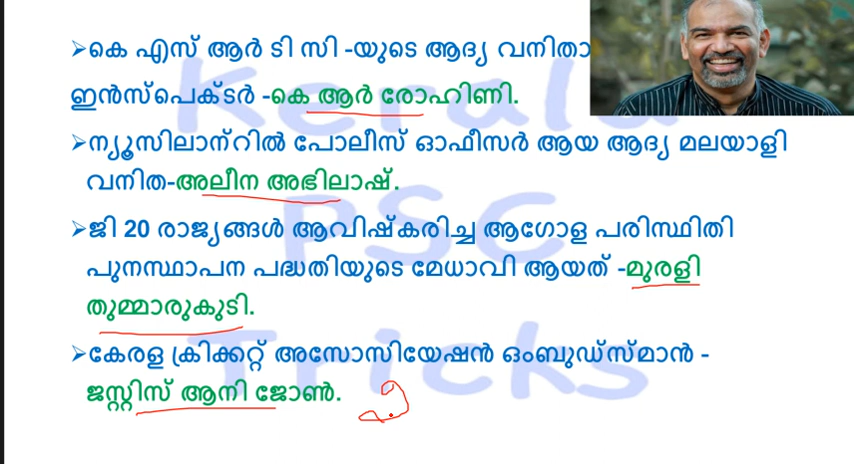 ➢കെ എസ് ആർ ടി സി -യുടെ ആദ്യ വനിതാ
ഇൻസ്പെക്ടർ -കെ ആർ രോഹിണി.
➢ന്യൂസിലാന്റിൽ പോലീസ് ഓഫീസർ ആയ ആദ്യ മലയാളി
വനിത-അലീന അഭിലാഷ്.
➢ജി 20 രാജ്യങ്ങൾ ആവിഷ്കരിച്ച ആഗോള പരിസ്ഥിതി
പുനസ്ഥാപന പദ്ധതിയുടെ മേധാവി ആയത് -മുരളി
തുമ്മാരുകുടി.
➢കേരള ക്രിക്കറ്റ് അസോസിയേഷൻ ഒംബുഡ്സ്മാൻ -
ജസ്റ്റിസ് ആനി ജോൺ.
Kerala
PSC
Tricks